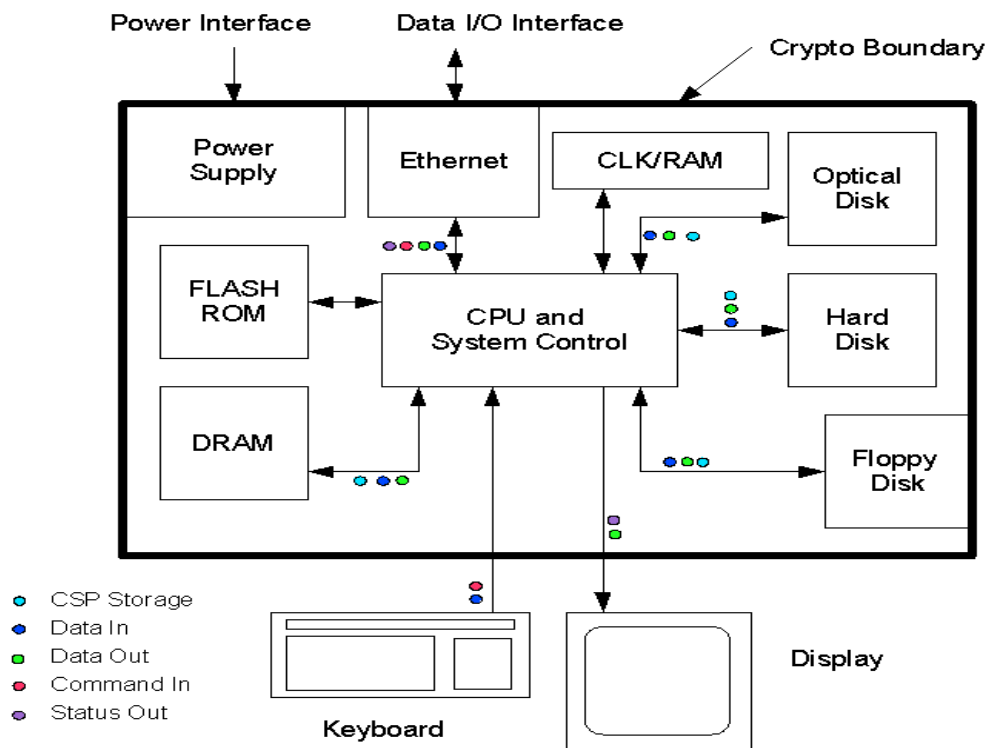 Power Interface
Data I/O Interface
Crypto Boundary
Power
Supply
Ethernet
CLK/RAM
Optical
Disk
FLASH
ROM
CPU and
System Control
Hard
Disk
DRAM
Floppy
Disk
CSP Storage
Data In
Data Out
Command In
Status Out
Keyboard
Display